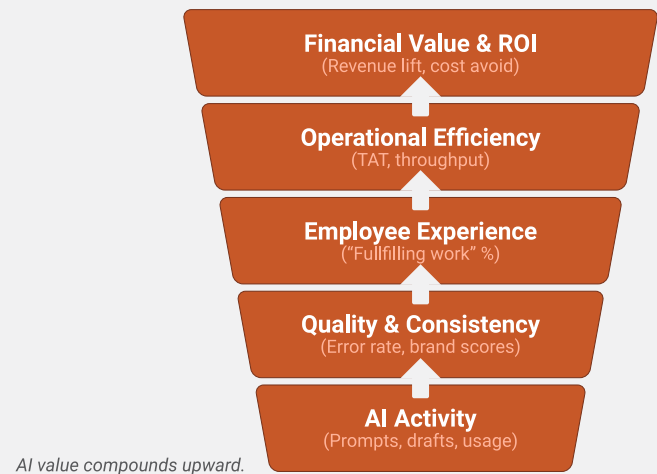 Financial Value & ROI
(Revenue lift, cost avoid)
Operational Efficiency
(TAT, throughput)
Employee Experience
(“Fullfilling work” %)
Quality & Consistency
(Error rate, brand scores)
AI Activity
(Prompts, drafts, usage)
AI value compounds upward.